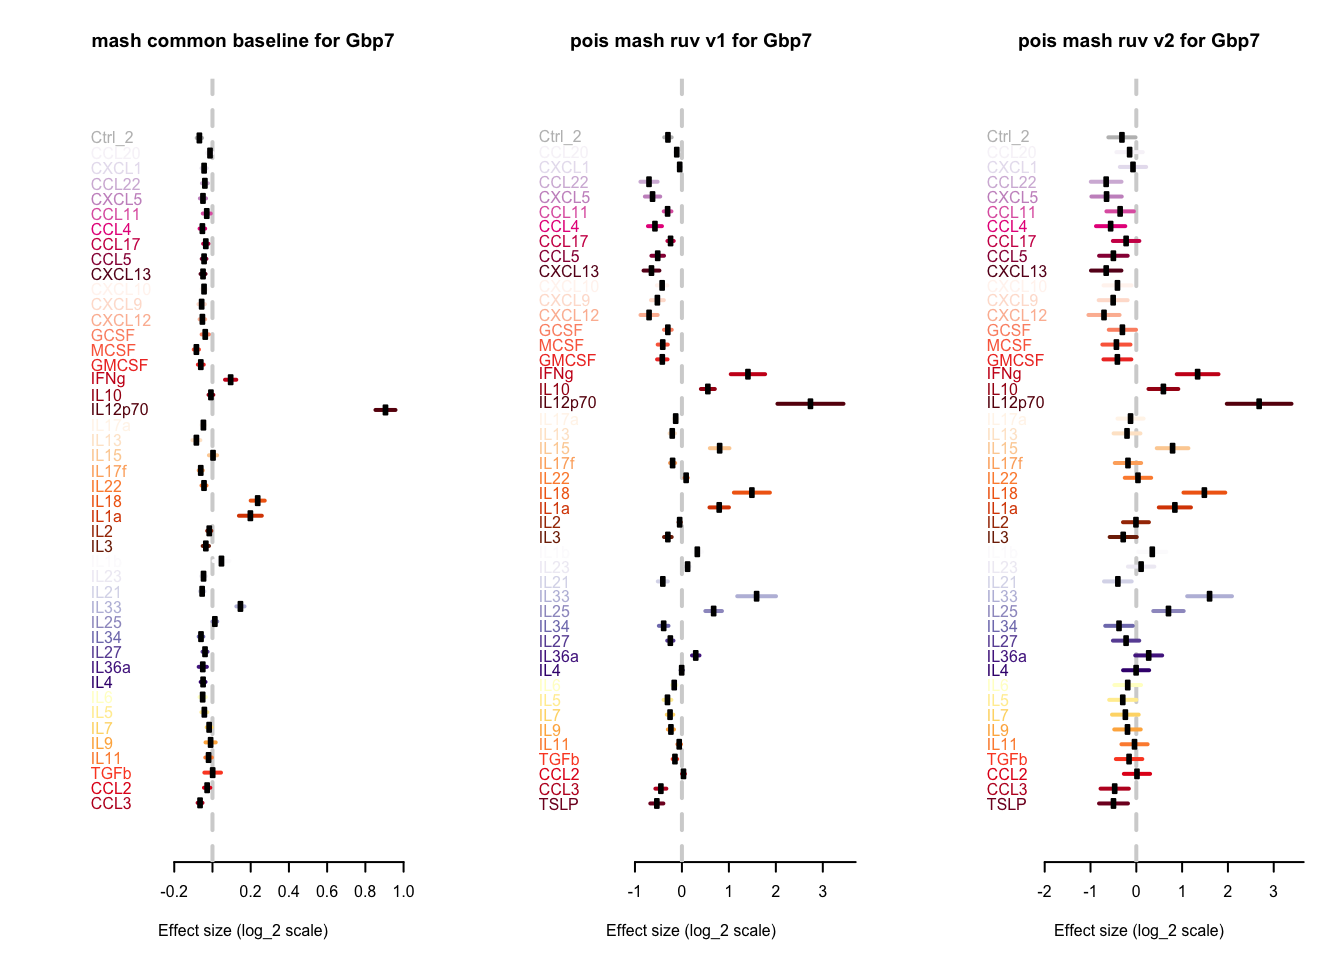 mash common baseline for Gbp7
Ctrl_2
CCL20
CXCL1
CCL22
CXCL5
CCL11
CCL4
CCL17
CCL5
CXCL13
CXCL10
CXCL9
CXCL12
GCSF
MCSF
GMCSF
IFNg
IL10
IL12p70
IL17a
IL13
IL15
IL17f
IL22
IL18
IL1a
IL2
IL3
IL23
IL21
IL33
IL25
IL34
IL27
IL36a
IL4
IL5
IL7
IL9
IL11
TGFb
CCL2
CCL3
-0.2 0.2 0.4 0.6 0.8 1.0
Effect size (log_2 scale)
pois mash ruv v1 for Gbp7
Ctrl_2
CCL20
CXCL1
CCL22
CXCL5
CCL11
CCL4
CCL17
CCL5
CXCL13
CXCL10
CXCL9
CXCL12
GCSF
MCSF
GMCSF
IFNg
IL10
IL12p70
IL17a
IL13
IL15
IL17f
IL22
IL18
IL1a
IL2
IL3
IL23
IL21
IL33
IL25
IL34
IL27
IL36a
IL4
IL5
IL7
IL9
IL11
TGFb
CCL2
CCL3
TSLP
-1 0 1 2 3
Effect size (log_2 scale)
pois mash ruv v2 for Gbp7
Ctrl_2
CCL20
CXCL1
CCL22
CXCL5
CCL11
CCL4
CCL17
CCL5
CXCL13
CXCL10
CXCL9
CXCL12
GCSF
MCSF
GMCSF
IFNg
IL10
IL12p70
IL17a
IL13
IL15
IL17f
IL22
IL18
IL1a
IL2
IL3
IL23
IL21
IL33
IL25
IL34
IL27
IL36a
IL4
IL5
IL7
IL9
IL11
TGFb
CCL2
CCL3
TSLP
-2 -1 0 1 2 3
Effect size (log_2 scale)